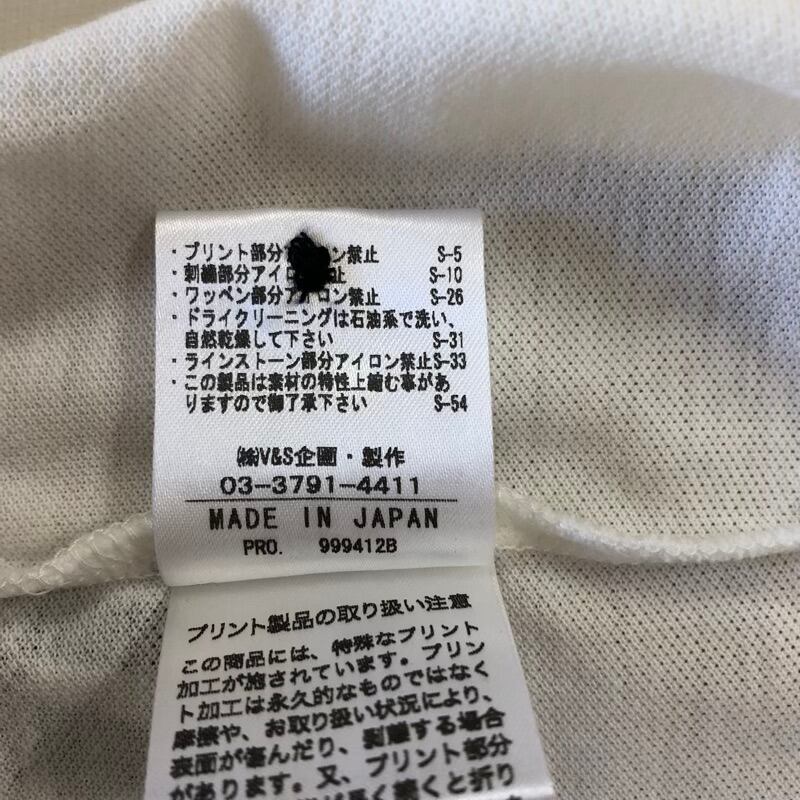 ・プリント部分ア ロン禁止 S-5
・刺繍部分アイロ 止 S-10
・ワッペン部分アイロン禁止 S-26
・ドライクリーニングは石油系で洗い、
自然乾燥して下さい S-31
・ラインストーン部分アイロン禁止S-33
・この製品は素材の特性上縮む事があ
りますので御了承下さい S-54
㈱V&S企画・製作
03-3791-4411
MADE IN JAPAN
PRO. 999412B
プリント製品の取り扱い注意
この商品には、特殊なプリント
加工が施されています。プリン
ト加工は永久的なものではなく
摩擦や、お取り扱い状況により、
表面が傷んだり、剥離する場合
があります。又、プリント部分
が長く続くと折り